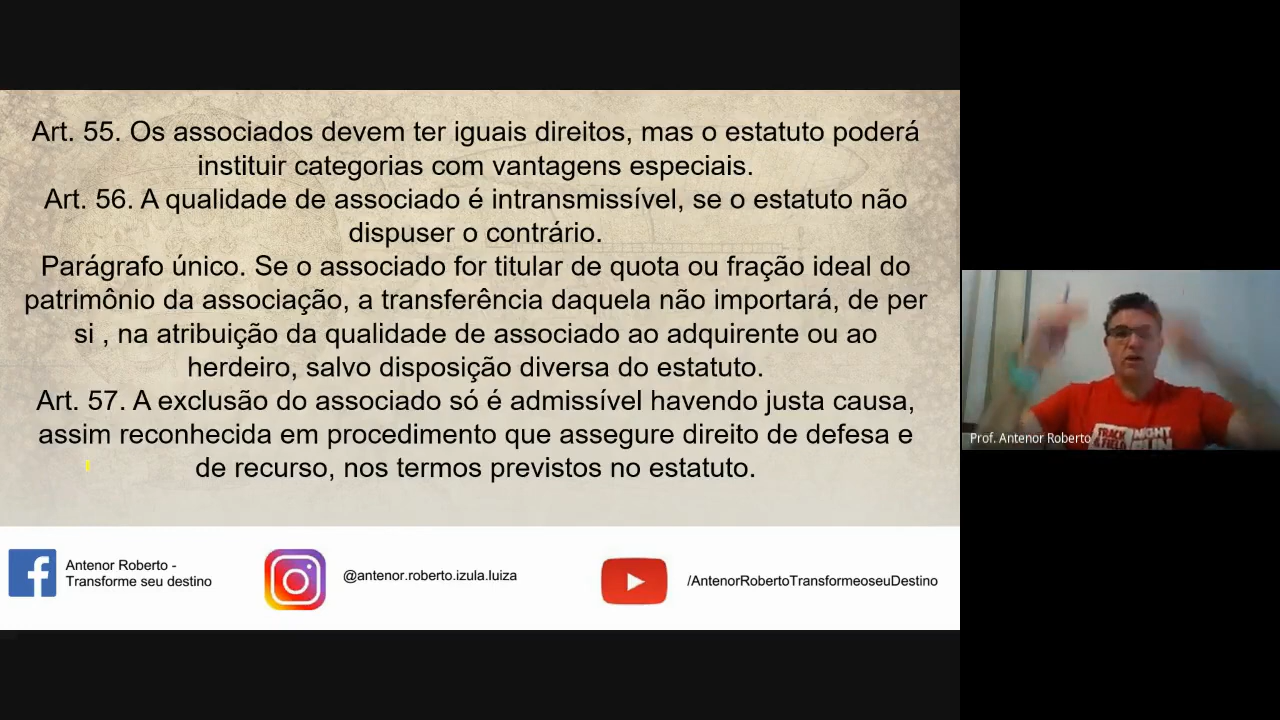 Art. 55. Os associados devem ter iguais direitos, mas o estatuto poderá
instituir categorias com vantagens especiais.
Art. 56. A qualidade de associado é intransmissível, se o estatuto não
dispuser o contrário.
Parágrafo único. Se o associado for titular de quota ou fração ideal do
patrimônio da associação, a transferência daquela não importará, de per
si , na atribuição da qualidade de associado ao adquirente ou ao
herdeiro, salvo disposição diversa do estatuto.
Art. 57. A exclusão do associado só é admissível havendo justa causa,
assim reconhecida em procedimento que assegure direito de defesa e
de recurso, nos termos previstos no estatuto.
Antenor Roberto -
Transforme seu destino
@antenor.roberto.izula.luiza
/AntenorRobertoTransformeoseuDestino
Prof. Antenor Roberto
TRACK
&FIELD
NIGHT
RUN